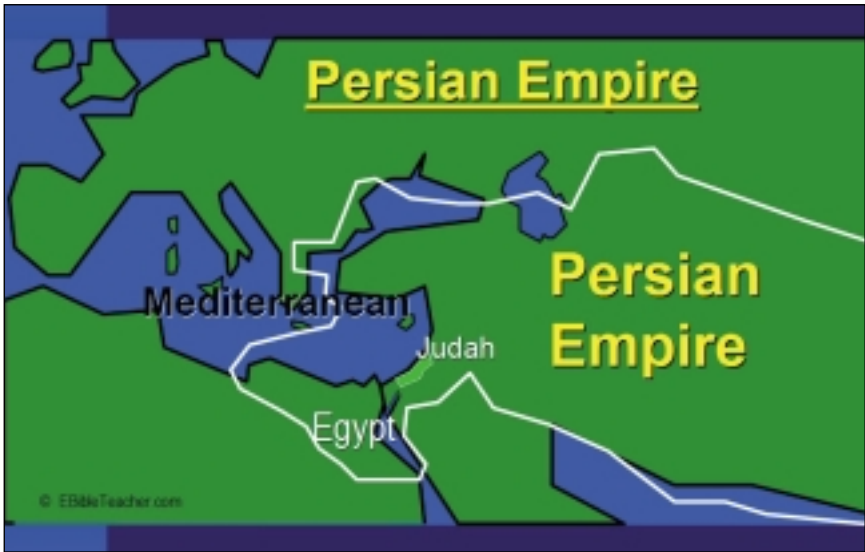 Persian Empire
Persian
Empire
Mediterranean
Judah
Egypt
© EBibleTeacher.com